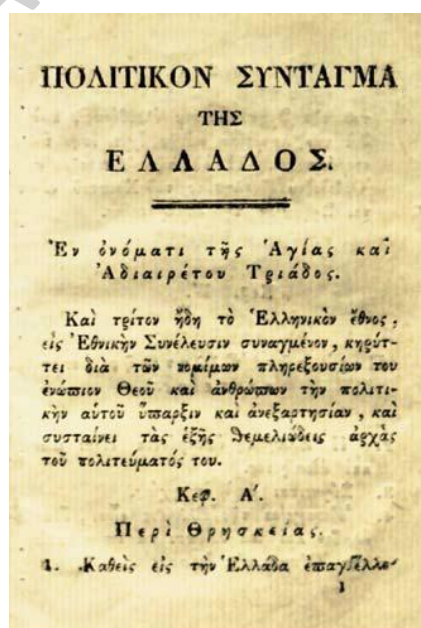 ΠΟΛΙΤΙΚΟΝ ΣΥΝΤΑΓΜΑ
ΤΗΣ
ΕΛΛΑΔΟΣ.
Ἐν ὀνόματι τῆς Ἁγίας καὶ
Ἀδιαιρέτου Τριάδος.
Καὶ τρίτον ἤδη τὸ Ἑλληνικὸν ἔθνος,
εἰς Ἐθνικὴν Συνέλευσιν συναγμένον, κηρύτ-
τει διὰ τῶν νομίμων πληρεξουσίων του
ἐνώπιον Θεοῦ καὶ ἀνθρώπων τὴν πολιτι-
κὴν αὑτοῦ ὕπαρξιν καὶ ἀνεξαρτησίαν, καὶ
συσταίνει τὰς ἑξῆς θεμελιώδεις ἀρχὰς
τοῦ πολιτεύματός του.
Κεφ. Α΄.
Περὶ Θρησκείας.
1. Καθεὶς εἰς τὴν Ἑλλάδα ἐπαγγέλλε-
1